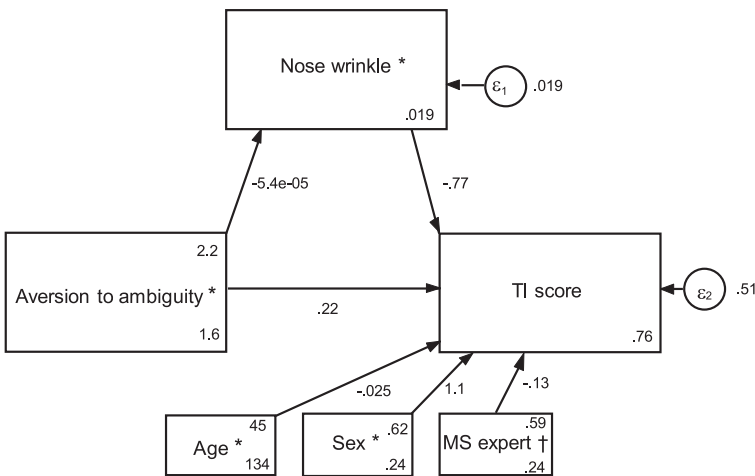 Nose wrinkle *
.019
ε1
.019
-5.4e-05
-.77
2.2
Aversion to ambiguity *
1.6
.22
TI score
.76
ε2
.51
-.025
1.1
-.13
45
Age *
134
.62
Sex *
.24
.59
MS expert †
.24